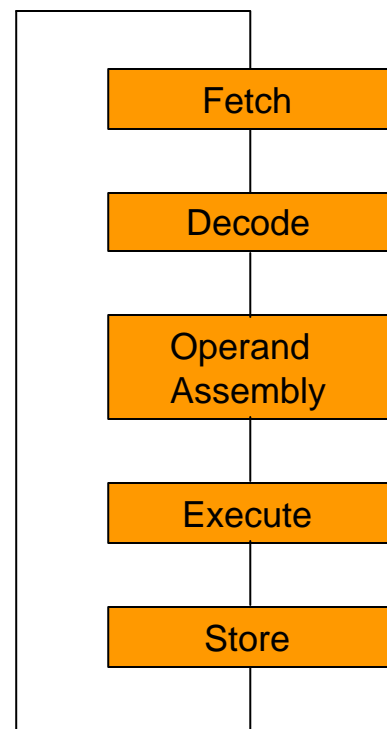 Fetch
Decode
Operand
Assembly
Execute
Store